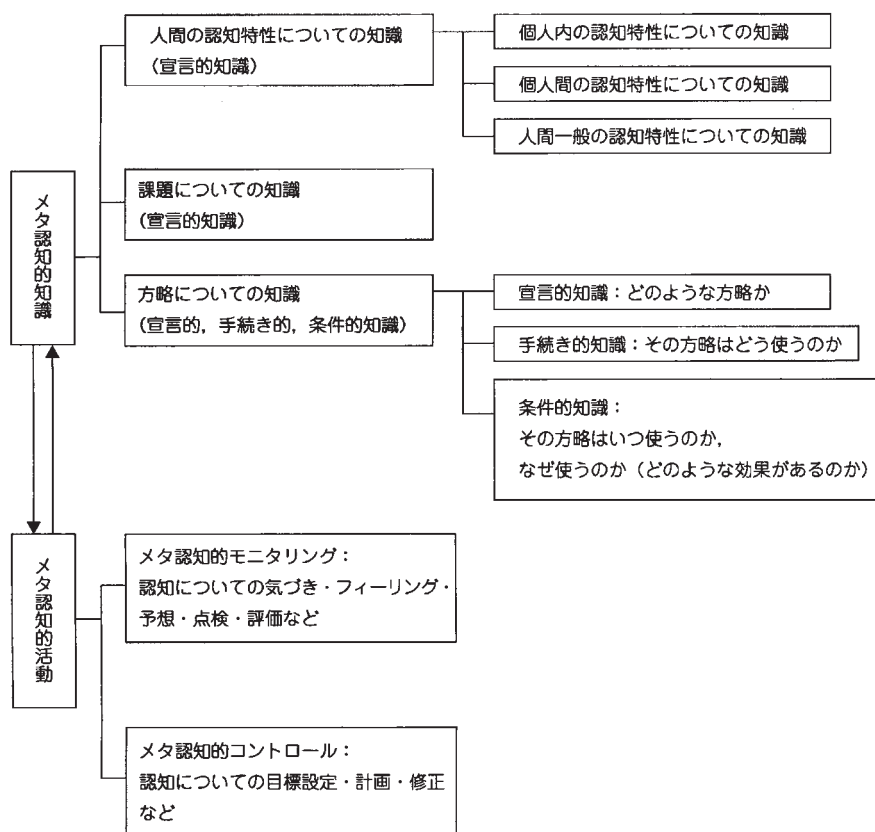 人間の認知特性についての知識
(宣言的知識)
個人内の認知特性についての知識
個人間の認知特性についての知識
人間一般の認知特性についての知識
メタ認知的知識
課題についての知識
(宣言的知識)
方略についての知識
(宣言的，手続き的，条件的知識)
宣言的知識：どのような方略か
手続き的知識：その方略はどう使うのか
条件的知識：
その方略はいつ使うのか，
なぜ使うのか（どのような効果があるのか）
メタ認知的活動
メタ認知的モニタリング：
認知についての気づき・フィーリング・
予想・点検・評価など
メタ認知的コントロール：
認知についての目標設定・計画・修正
など